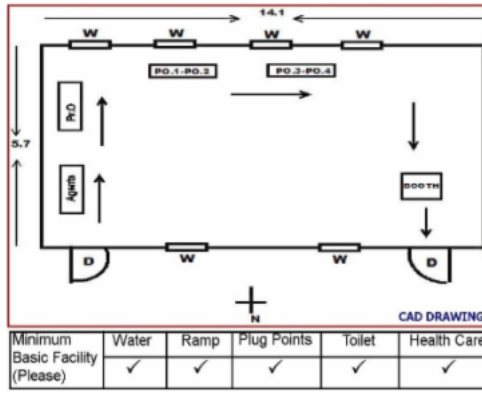 14.1
W W W W
PO.1-PO.2 PO.3-PO.4
Pr.O
5.7
Agents
BOOTH
D W W D
N
CAD DRAWING
Minimum Basic Facility (Please) Water Ramp Plug Points Toilet Health Care
✓ ✓ ✓ ✓ ✓